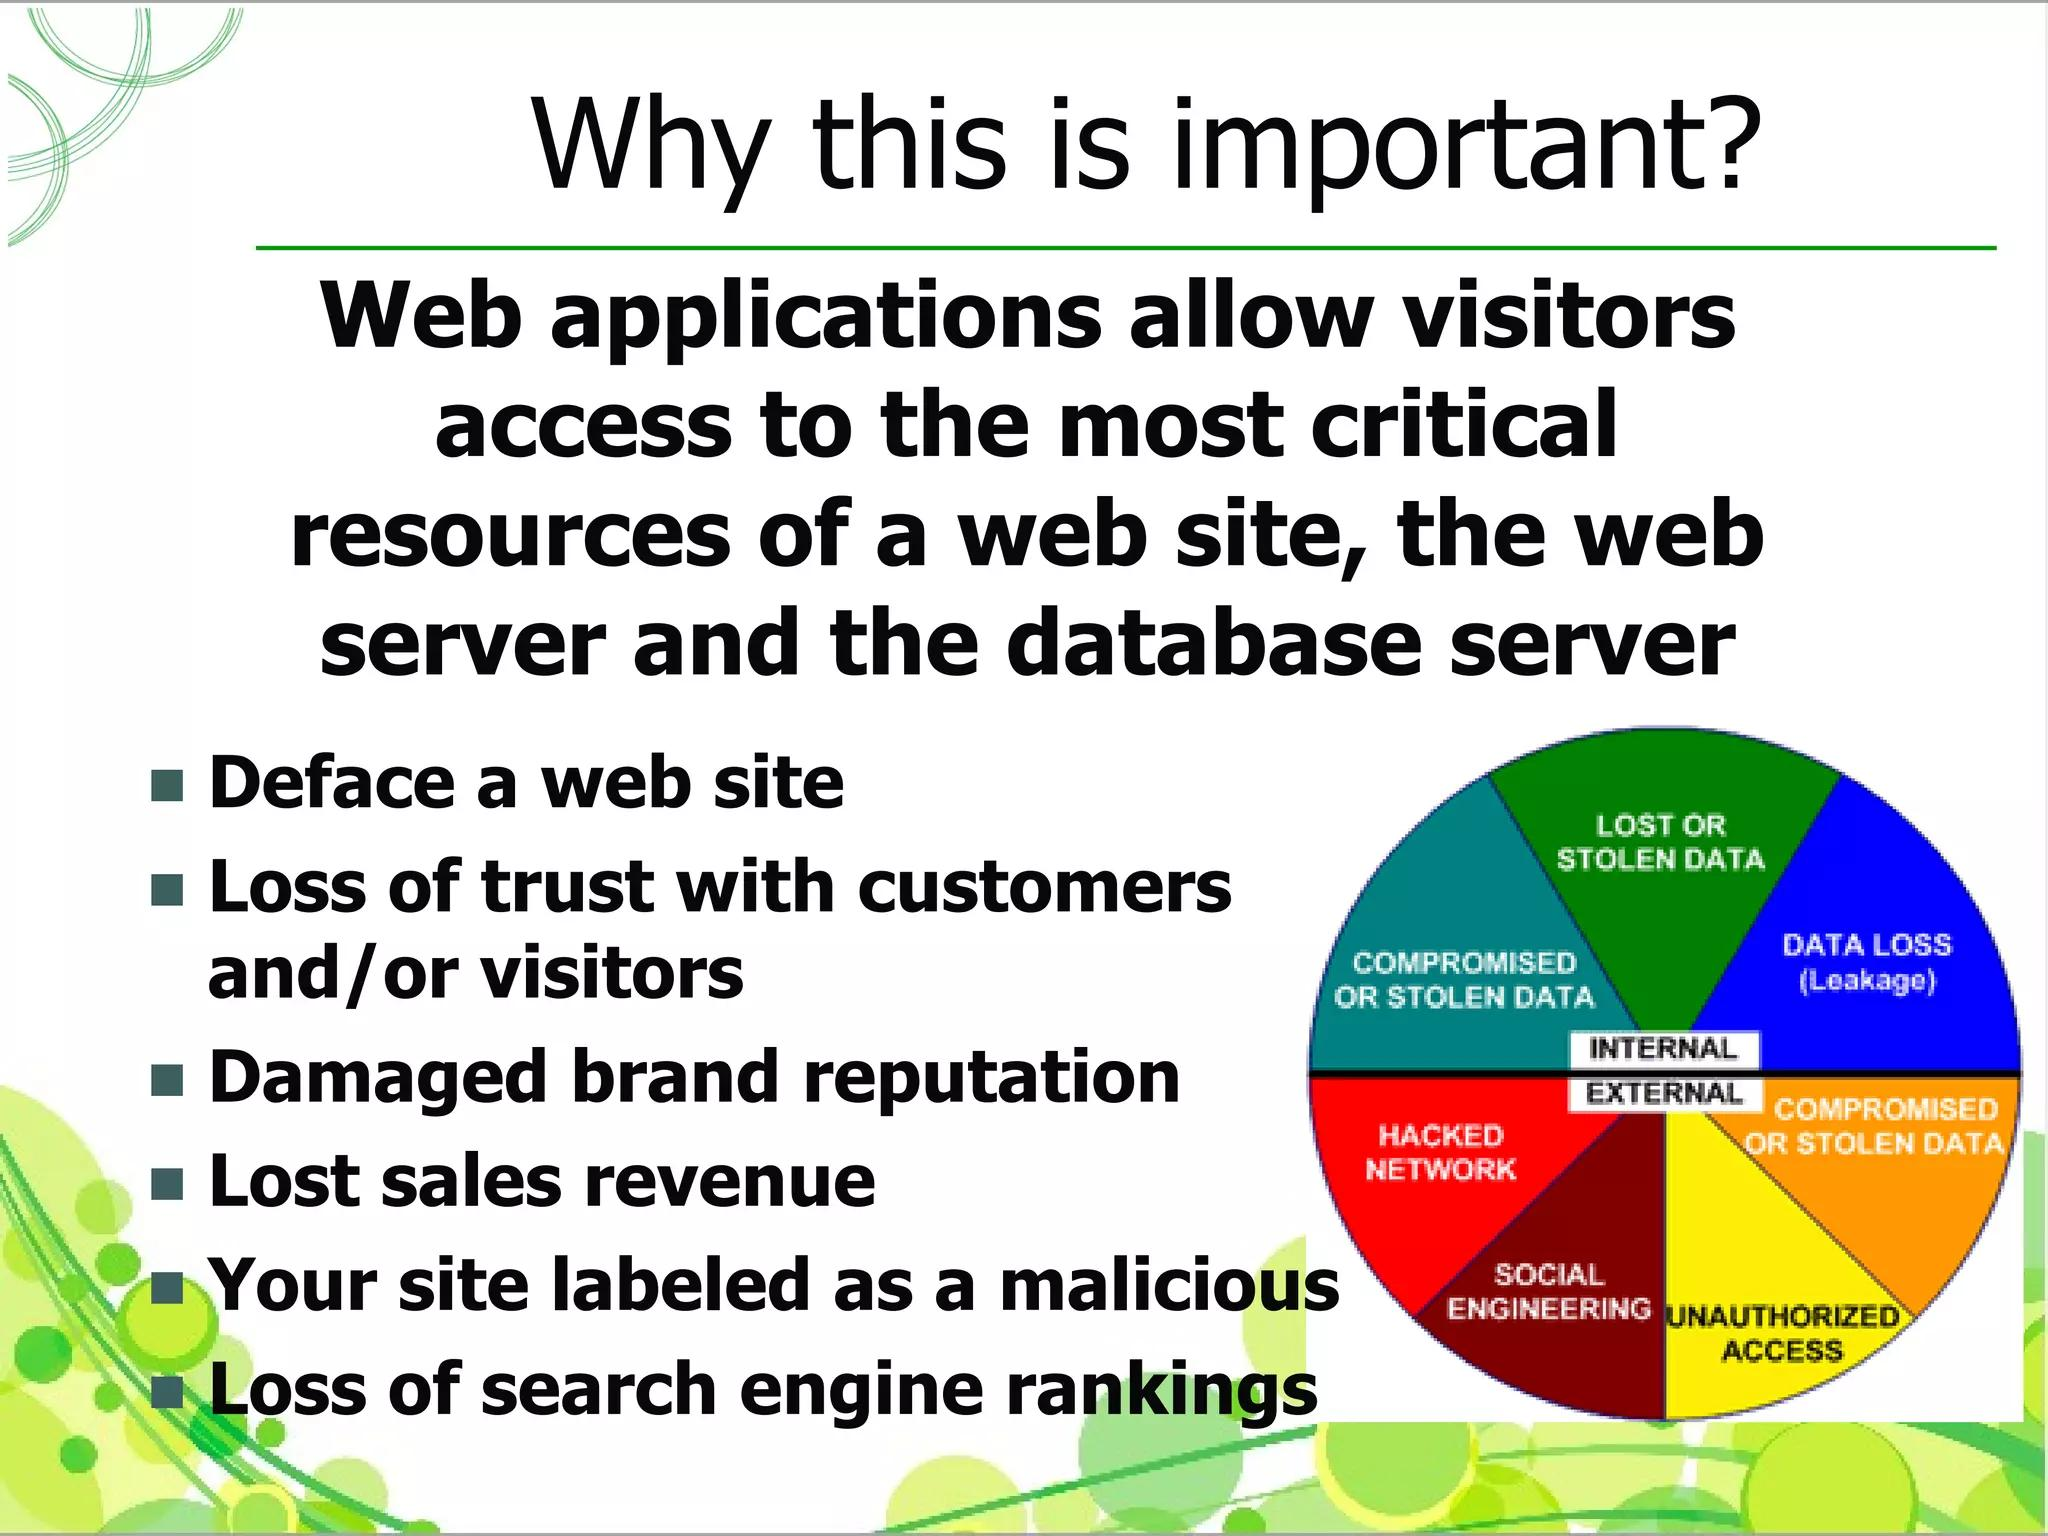 Why this is important?
Web applications allow visitors
access to the most critical
resources of a web site, the web
server and the database server
Deface a web site
Loss of trust with customers
and/or visitors
Damaged brand reputation
Lost sales revenue
Your site labeled as a malicious
Loss of search engine rankings
LOST OR
STOLEN DATA
COMPROMISED
OR STOLEN DATA
DATA LOSS
(Leakage)
INTERNAL
EXTERNAL
HACKED
NETWORK
COMPROMISED
OR STOLEN DATA
SOCIAL
ENGINEERING
UNAUTHORIZED
ACCESS